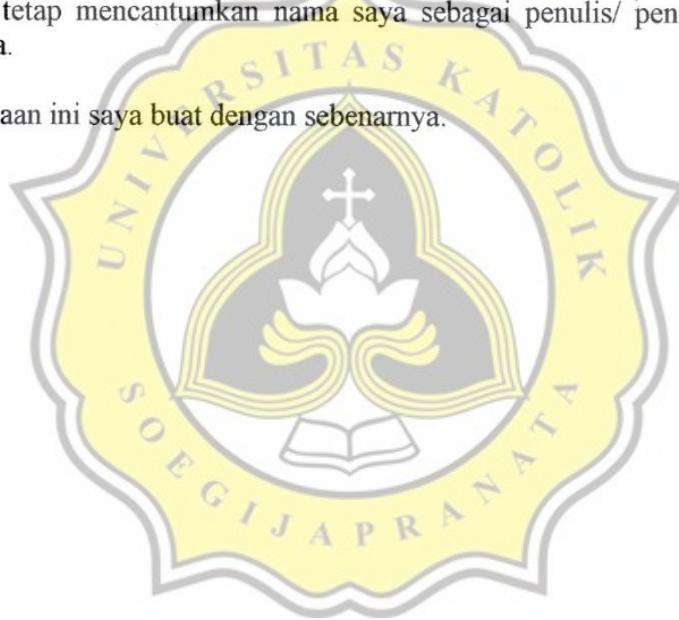 tetap mencantumkan nama saya sebagai penulis/ pen
a.
aan ini saya buat dengan sebenarnya.
UNIVERSITAS KATOLIK
SOEGIJAPRANATA